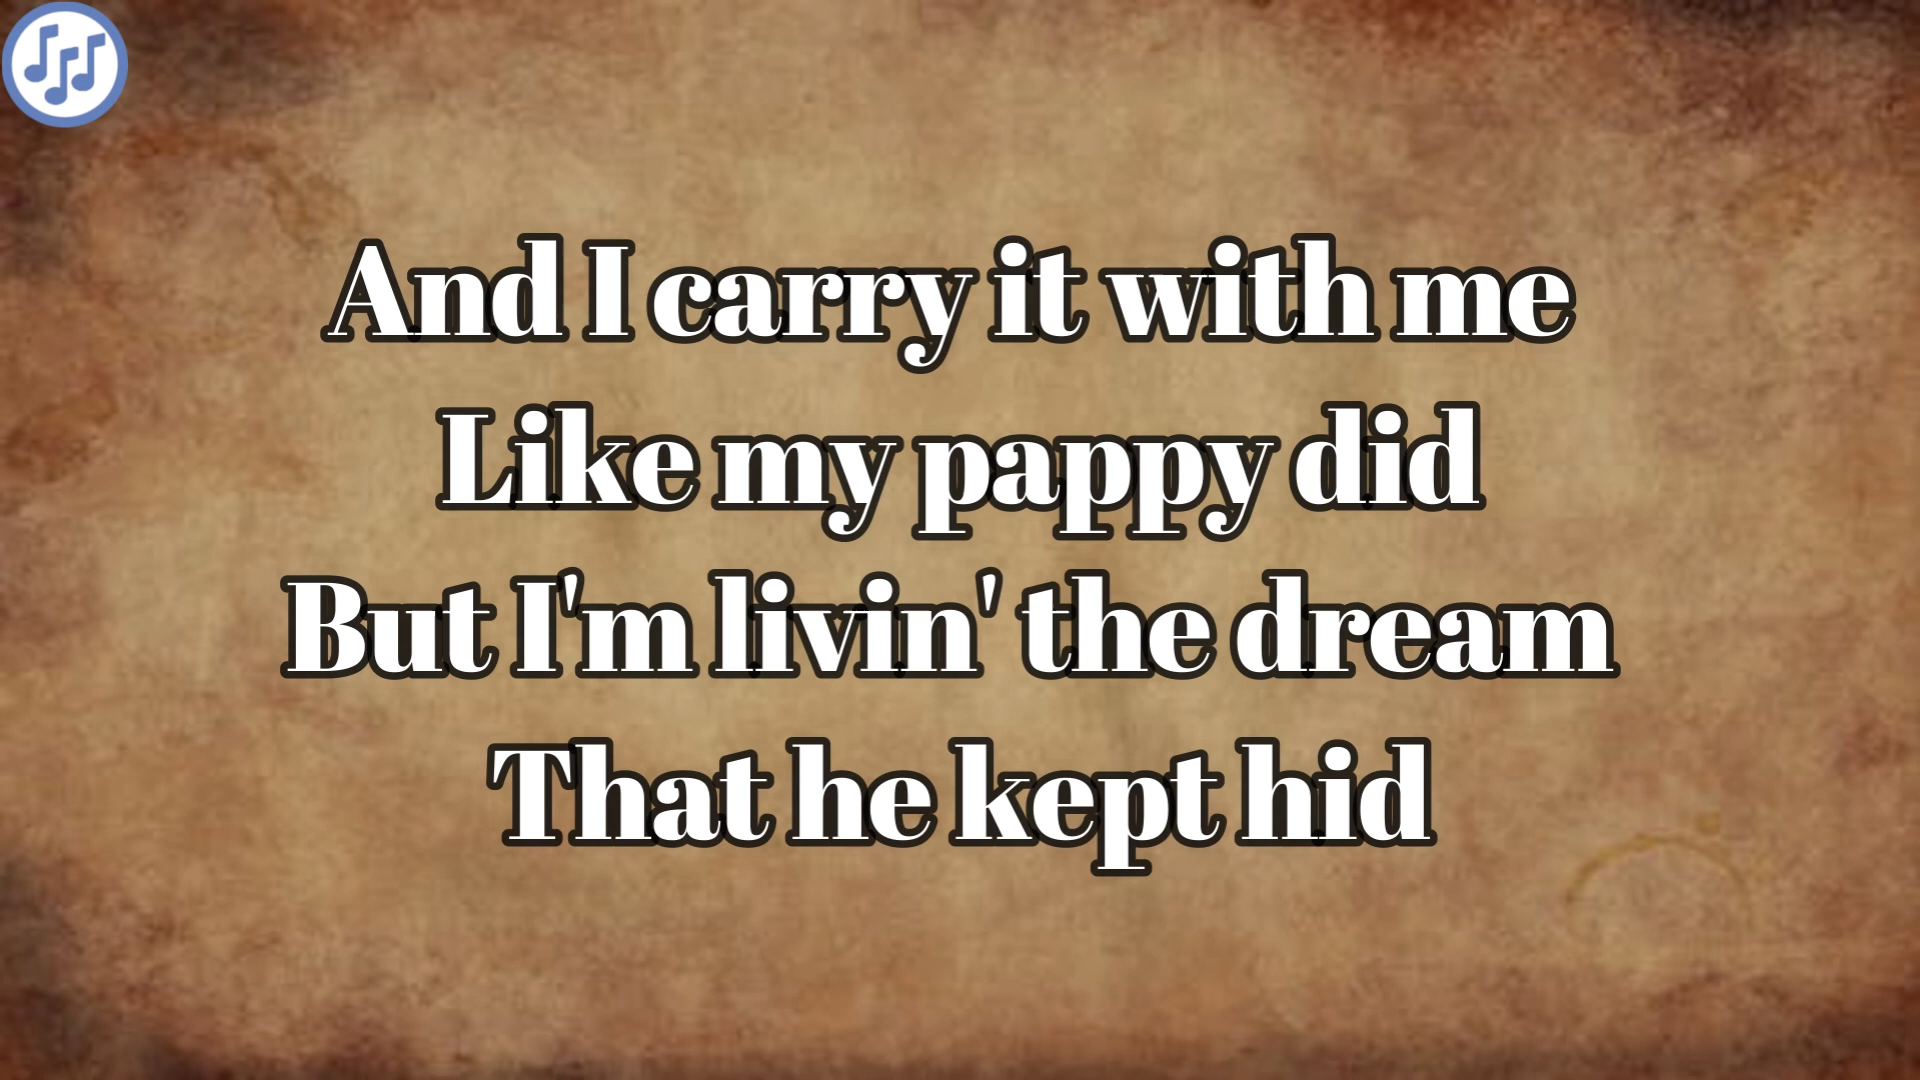 And I carry it with me
Like my pappy did
But I'm livin' the dream
That he kept hid